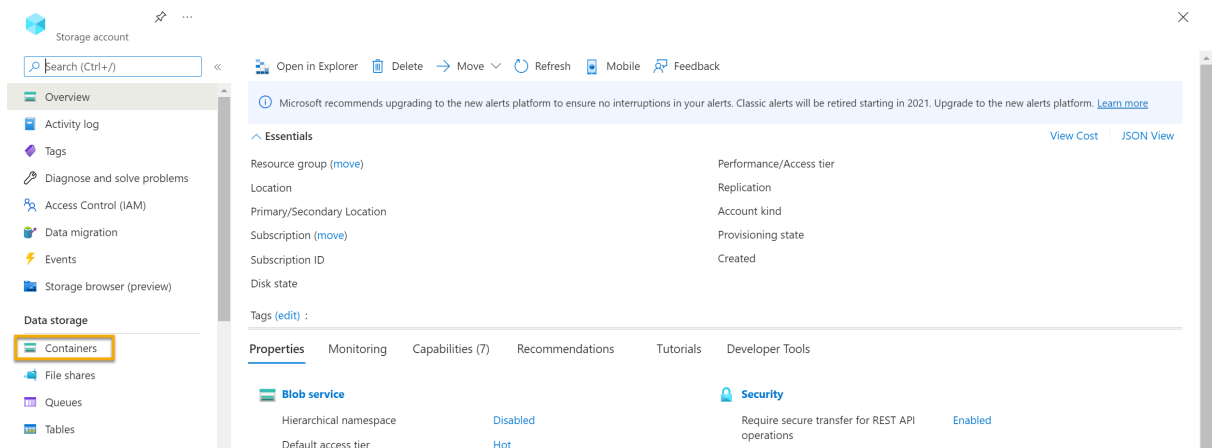 Storage account
Search (Ctrl+/)
Overview
Activity log
Tags
Diagnose and solve problems
Access Control (IAM)
Data migration
Events
Storage browser (preview)
Data storage
Containers
File shares
Queues
Tables
Open in Explorer Delete Move Refresh Mobile Feedback
Microsoft recommends upgrading to the new alerts platform to ensure no interruptions in your alerts. Classic alerts will be retired starting in 2021. Upgrade to the new alerts platform. Learn more
Essentials View Cost JSON View
Resource group (move)
Location
Primary/Secondary Location
Subscription (move)
Subscription ID
Disk state
Performance/Access tier
Replication
Account kind
Provisioning state
Created
Tags (edit) :
Properties Monitoring Capabilities (7) Recommendations Tutorials Developer Tools
Blob service
Hierarchical namespace Disabled
Default access tier Hot
Security
Require secure transfer for REST API Enabled
operations